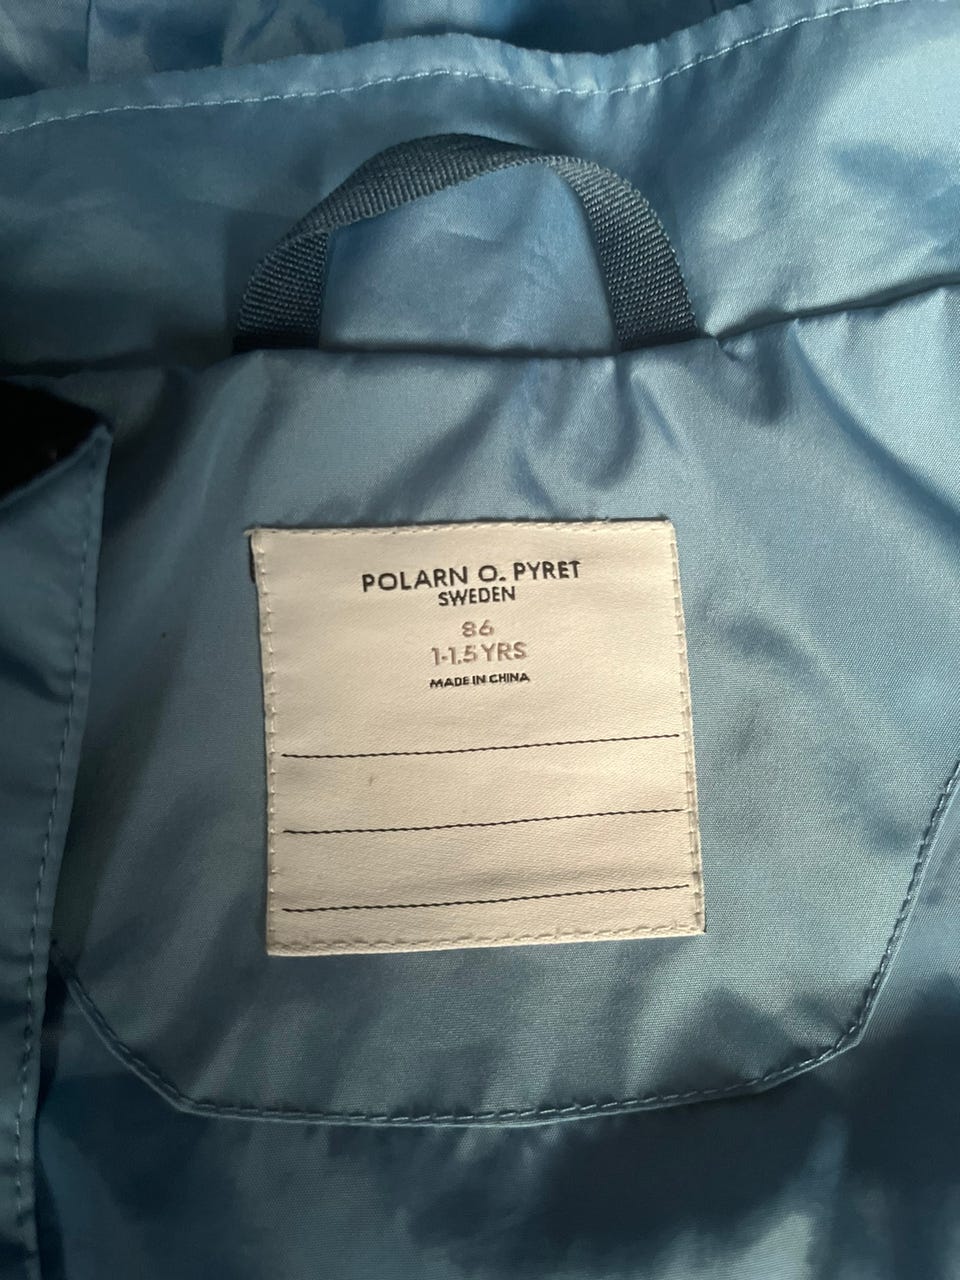 POLARN O. PYRET
SWEDEN
86
1-1.5 YRS
MADE IN CHINA